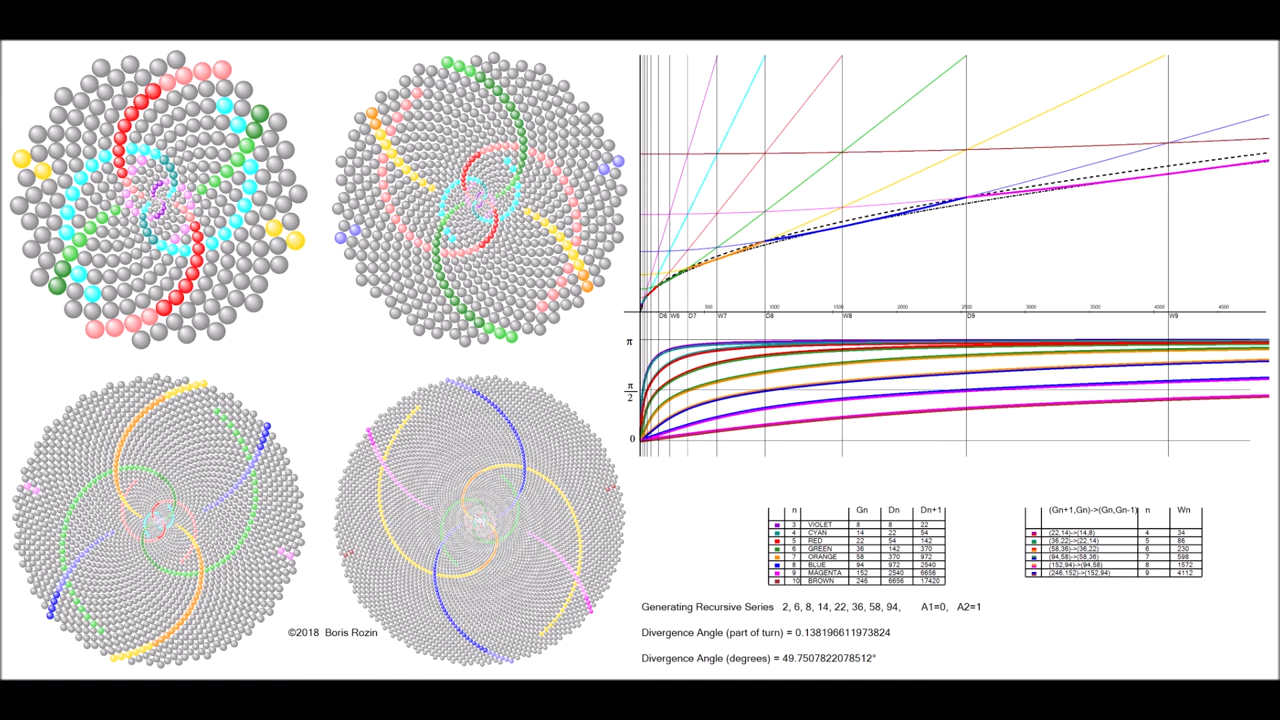 500 1000 1500 2000 2500 3000 3500 4000 4500
D6 W6 D7 W7 D8 W8 D9 W9
π
π
2
0
n Gn Dn Dn+1
3 VIOLET 8 8 22
4 CYAN 14 22 54
5 RED 22 54 142
6 GREEN 36 142 370
7 ORANGE 58 370 972
8 BLUE 94 972 2540
9 MAGENTA 152 2540 6656
10 BROWN 246 6656 17420
(Gn+1,Gn)->(Gn,Gn-1) n Wn
(22,14)->(14,8) 4 34
(36,22)->(22,14) 5 86
(58,36)->(36,22) 6 230
(94,58)->(58,36) 7 598
(152,94)->(94,58) 8 1572
(246,152)->(152,94) 9 4112
Generating Recursive Series 2, 6, 8, 14, 22, 36, 58, 94, A1=0, A2=1
©2018 Boris Rozin
Divergence Angle (part of turn) = 0.138196611973824
Divergence Angle (degrees) = 49.7507822078512°